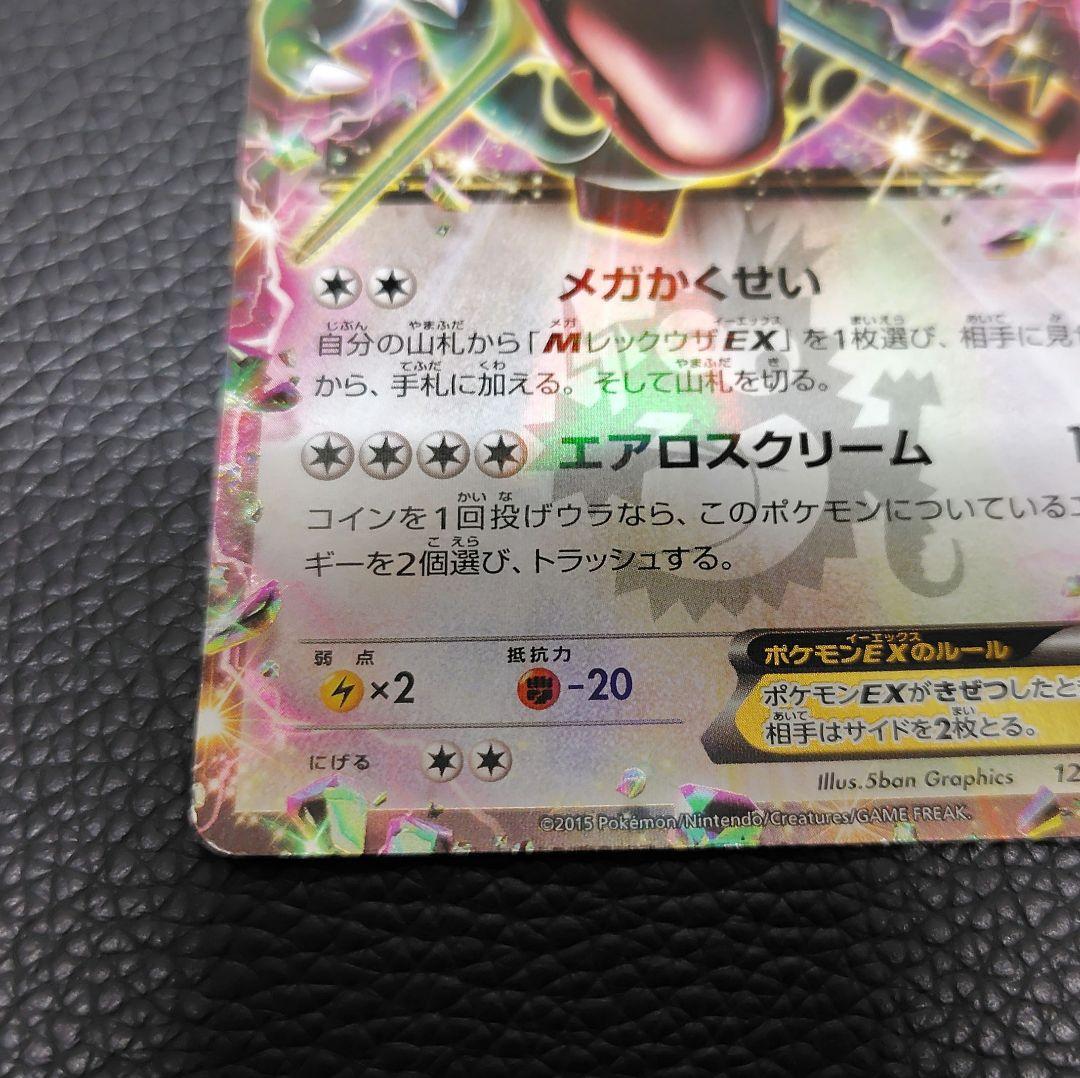 メガかくせい
自分の山札から「MレックウザEX」を1枚選び、相手に見
から、手札に加える。そして山札を切る。
エアロスクリーム
コインを1回投げウラなら、このポケモンについている
ギーを2個選び、トラッシュする。
弱点
×2
抵抗力
-20
にげる
ポケモンEXのルール
ポケモンEXがきぜつしたと
相手はサイドを2枚とる。
Illus.5ban Graphics
©2015 Pokémon/Nintendo/Creatures/GAME FREAK.